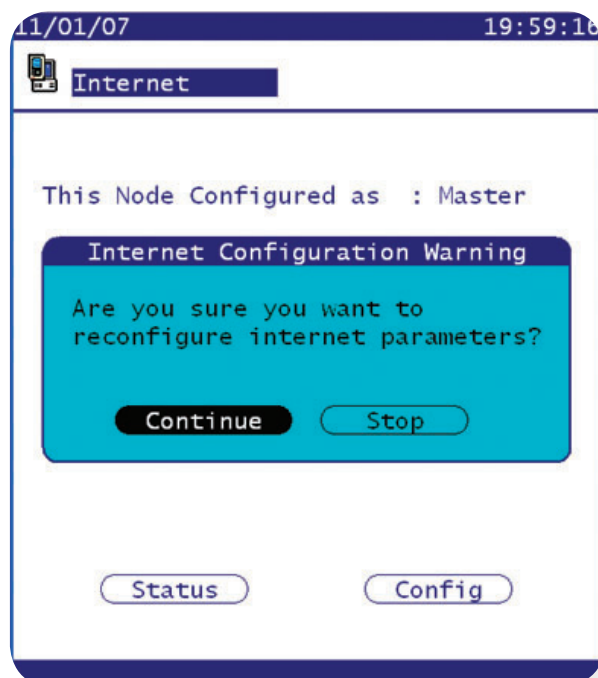 11/01/07 19:59:16
Internet
This Node Configured as : Master
Internet Configuration Warning
Are you sure you want to
reconfigure internet parameters?
Continue Stop
Status Config